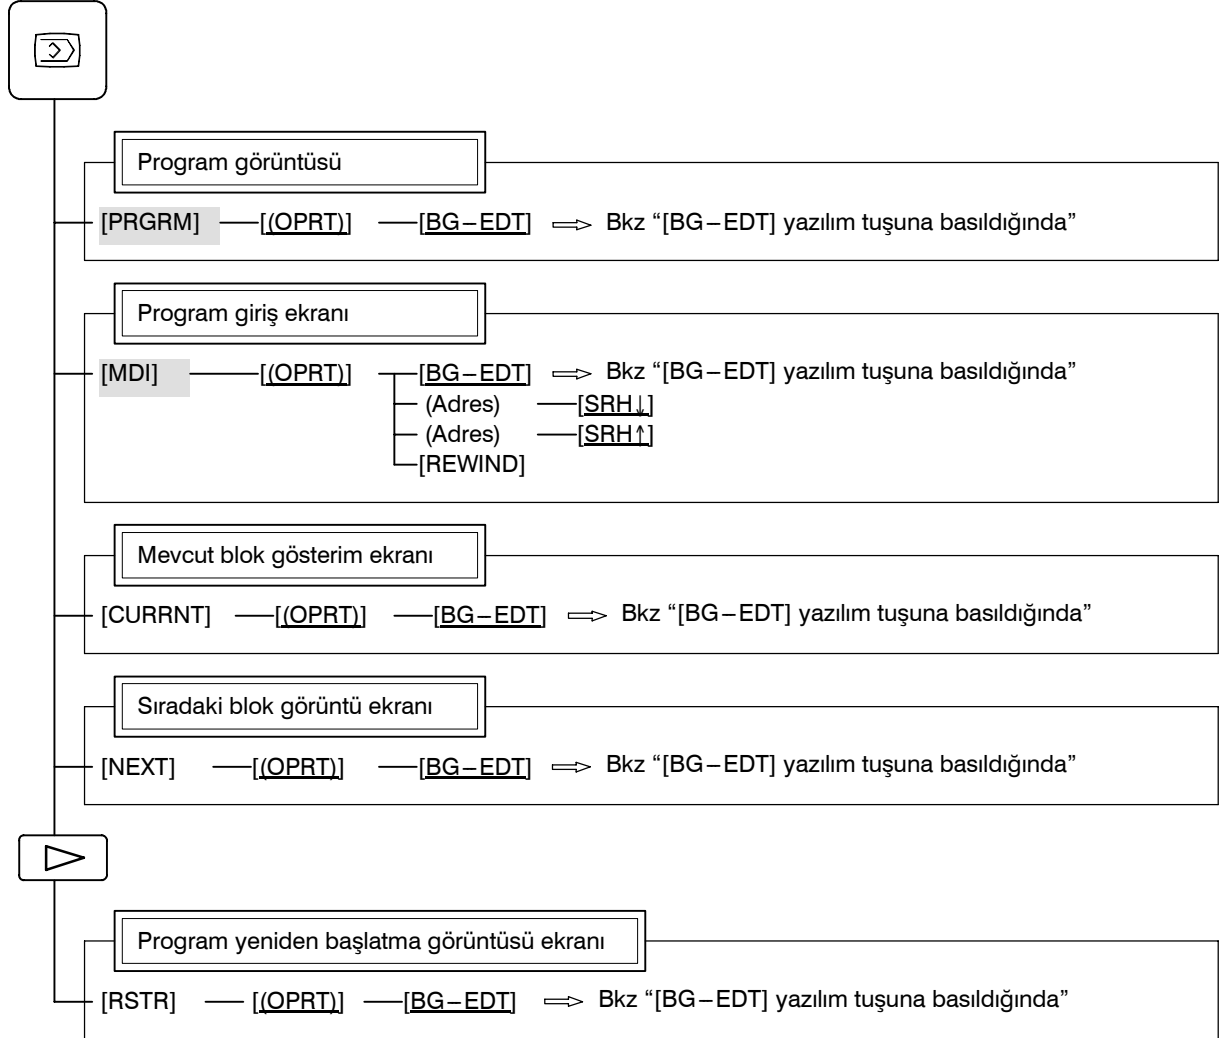 Program görüntüsü
[PRGRM] [(OPRT)] [BG–EDT] ⇒ Bkz “[BG–EDT] yazılım tuşuna basıldığında”
Program giriş ekranı
[MDI] [(OPRT)] [BG–EDT] ⇒ Bkz “[BG–EDT] yazılım tuşuna basıldığında”
(Adres) [SRH↓]
(Adres) [SRH↑]
[REWIND]
Mevcut blok gösterim ekranı
[CURRNT] [(OPRT)] [BG–EDT] ⇒ Bkz “[BG–EDT] yazılım tuşuna basıldığında”
Sıradaki blok görüntü ekranı
[NEXT] [(OPRT)] [BG–EDT] ⇒ Bkz “[BG–EDT] yazılım tuşuna basıldığında”
Program yeniden başlatma görüntüsü ekranı
[RSTR] [(OPRT)] [BG–EDT] ⇒ Bkz “[BG–EDT] yazılım tuşuna basıldığında”